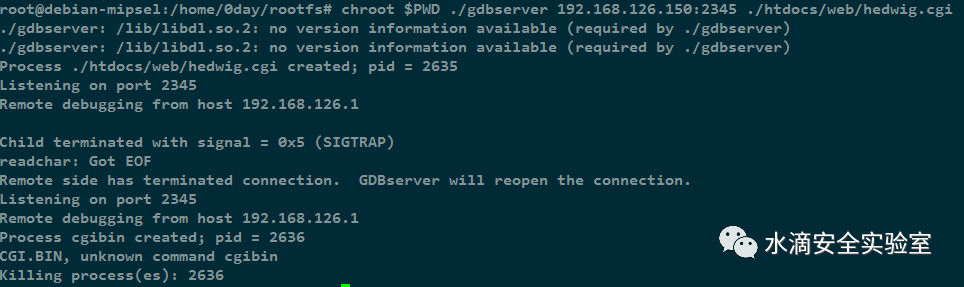 root@debian-mipsel:/home/0day/rootfs# chroot $PWD ./gdbserver 192.168.126.150:2345 ./htdocs/web/hedwig.cgi
./gdbserver: /lib/libdl.so.2: no version information available (required by ./gdbserver)
./gdbserver: /lib/libdl.so.2: no version information available (required by ./gdbserver)
Process ./htdocs/web/hedwig.cgi created; pid = 2635
Listening on port 2345
Remote debugging from host 192.168.126.1
Child terminated with signal = 0x5 (SIGTRAP)
readchar: Got EOF
Remote side has terminated connection.  GDBserver will reopen the connection.
Listening on port 2345
Remote debugging from host 192.168.126.1
Process cgibin created; pid = 2636
CGI.BIN, unknown command cgibin
Killing process(es): 2636
水滴安全实验室